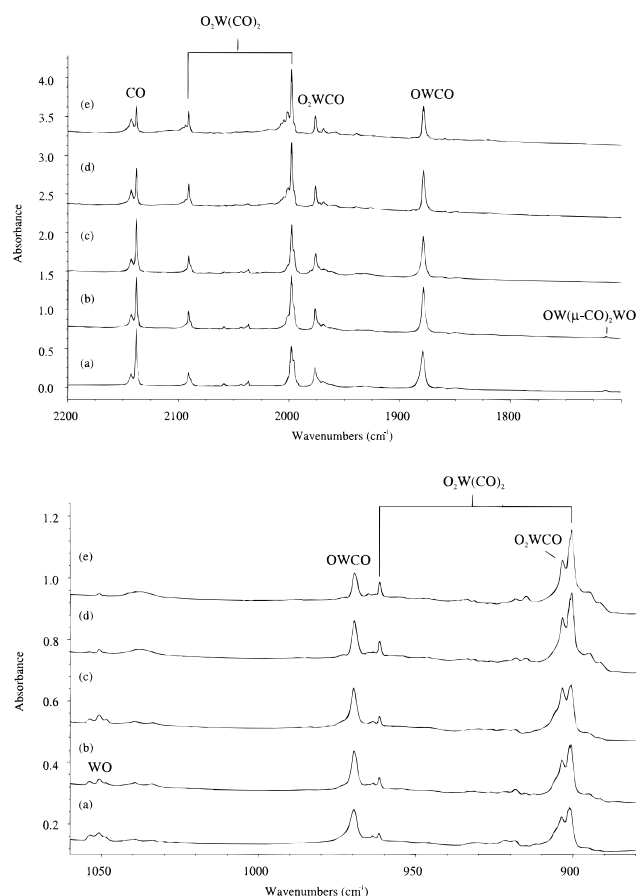 O2W(CO)2
4.0
CO
O2WCO
OWCO
(e)
3.5
3.0
(d)
2.5
Absorbance
2.0
(c)
1.5
(b)
OW(μ-CO)2WO
1.0
0.5
(a)
0.0
2200
2100
2000
1900
1800
Wavenumbers (cm-1)
O2W(CO)2
1.2
O2WCO
(e)
OWCO
1.0
(d)
0.8
Absorbance
(c)
0.6
(b)
WO
0.4
(a)
0.2
1050
1000
950
900
Wavenumbers (cm-1)